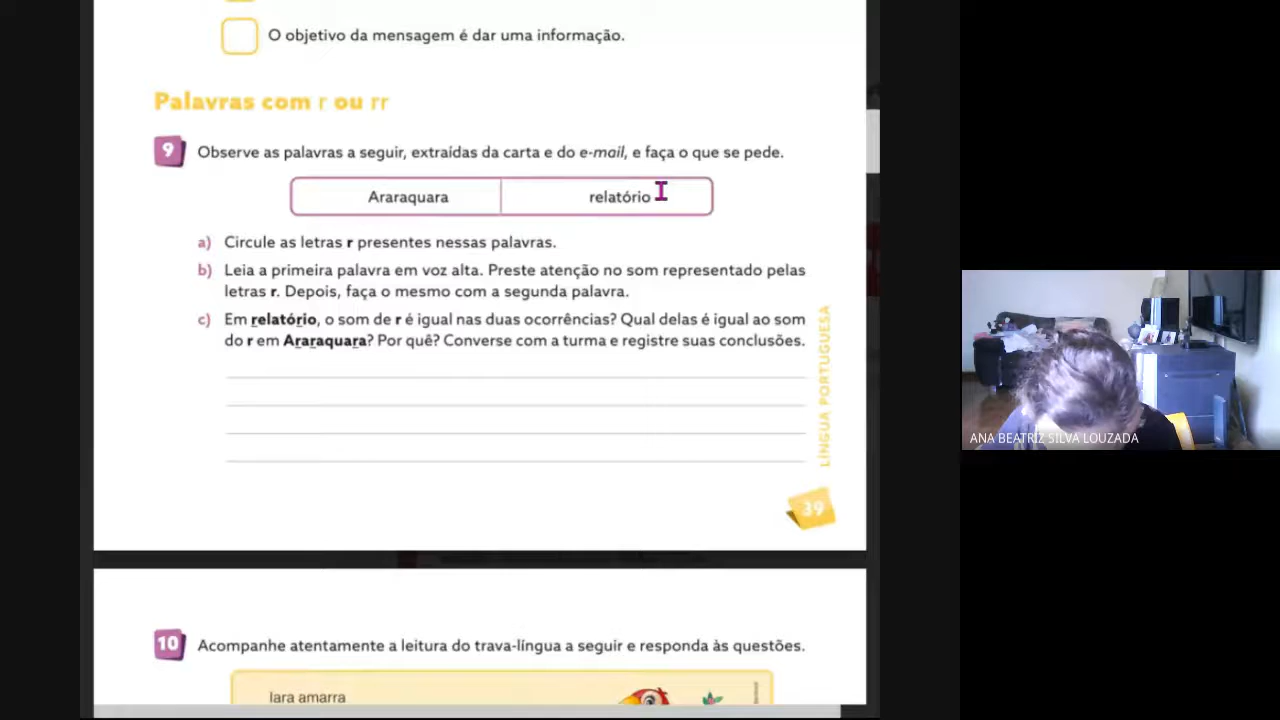 O objetivo da mensagem é dar uma informação.
Palavras com r ou rr
9 Observe as palavras a seguir, extraídas da carta e do e-mail, e faça o que se pede.
Araraquara relatório
a) Circule as letras r presentes nessas palavras.
b) Leia a primeira palavra em voz alta. Preste atenção no som representado pelas
letras r. Depois, faça o mesmo com a segunda palavra.
c) Em relatório, o som de r é igual nas duas ocorrências? Qual delas é igual ao som
do r em Araraquara? Por quê? Converse com a turma e registre suas conclusões.
LÍNGUA PORTUGUESA
39
10 Acompanhe atentamente a leitura do trava-língua a seguir e responda às questões.
Iara amarra
ANA BEATRIZ SILVA LOUZADA